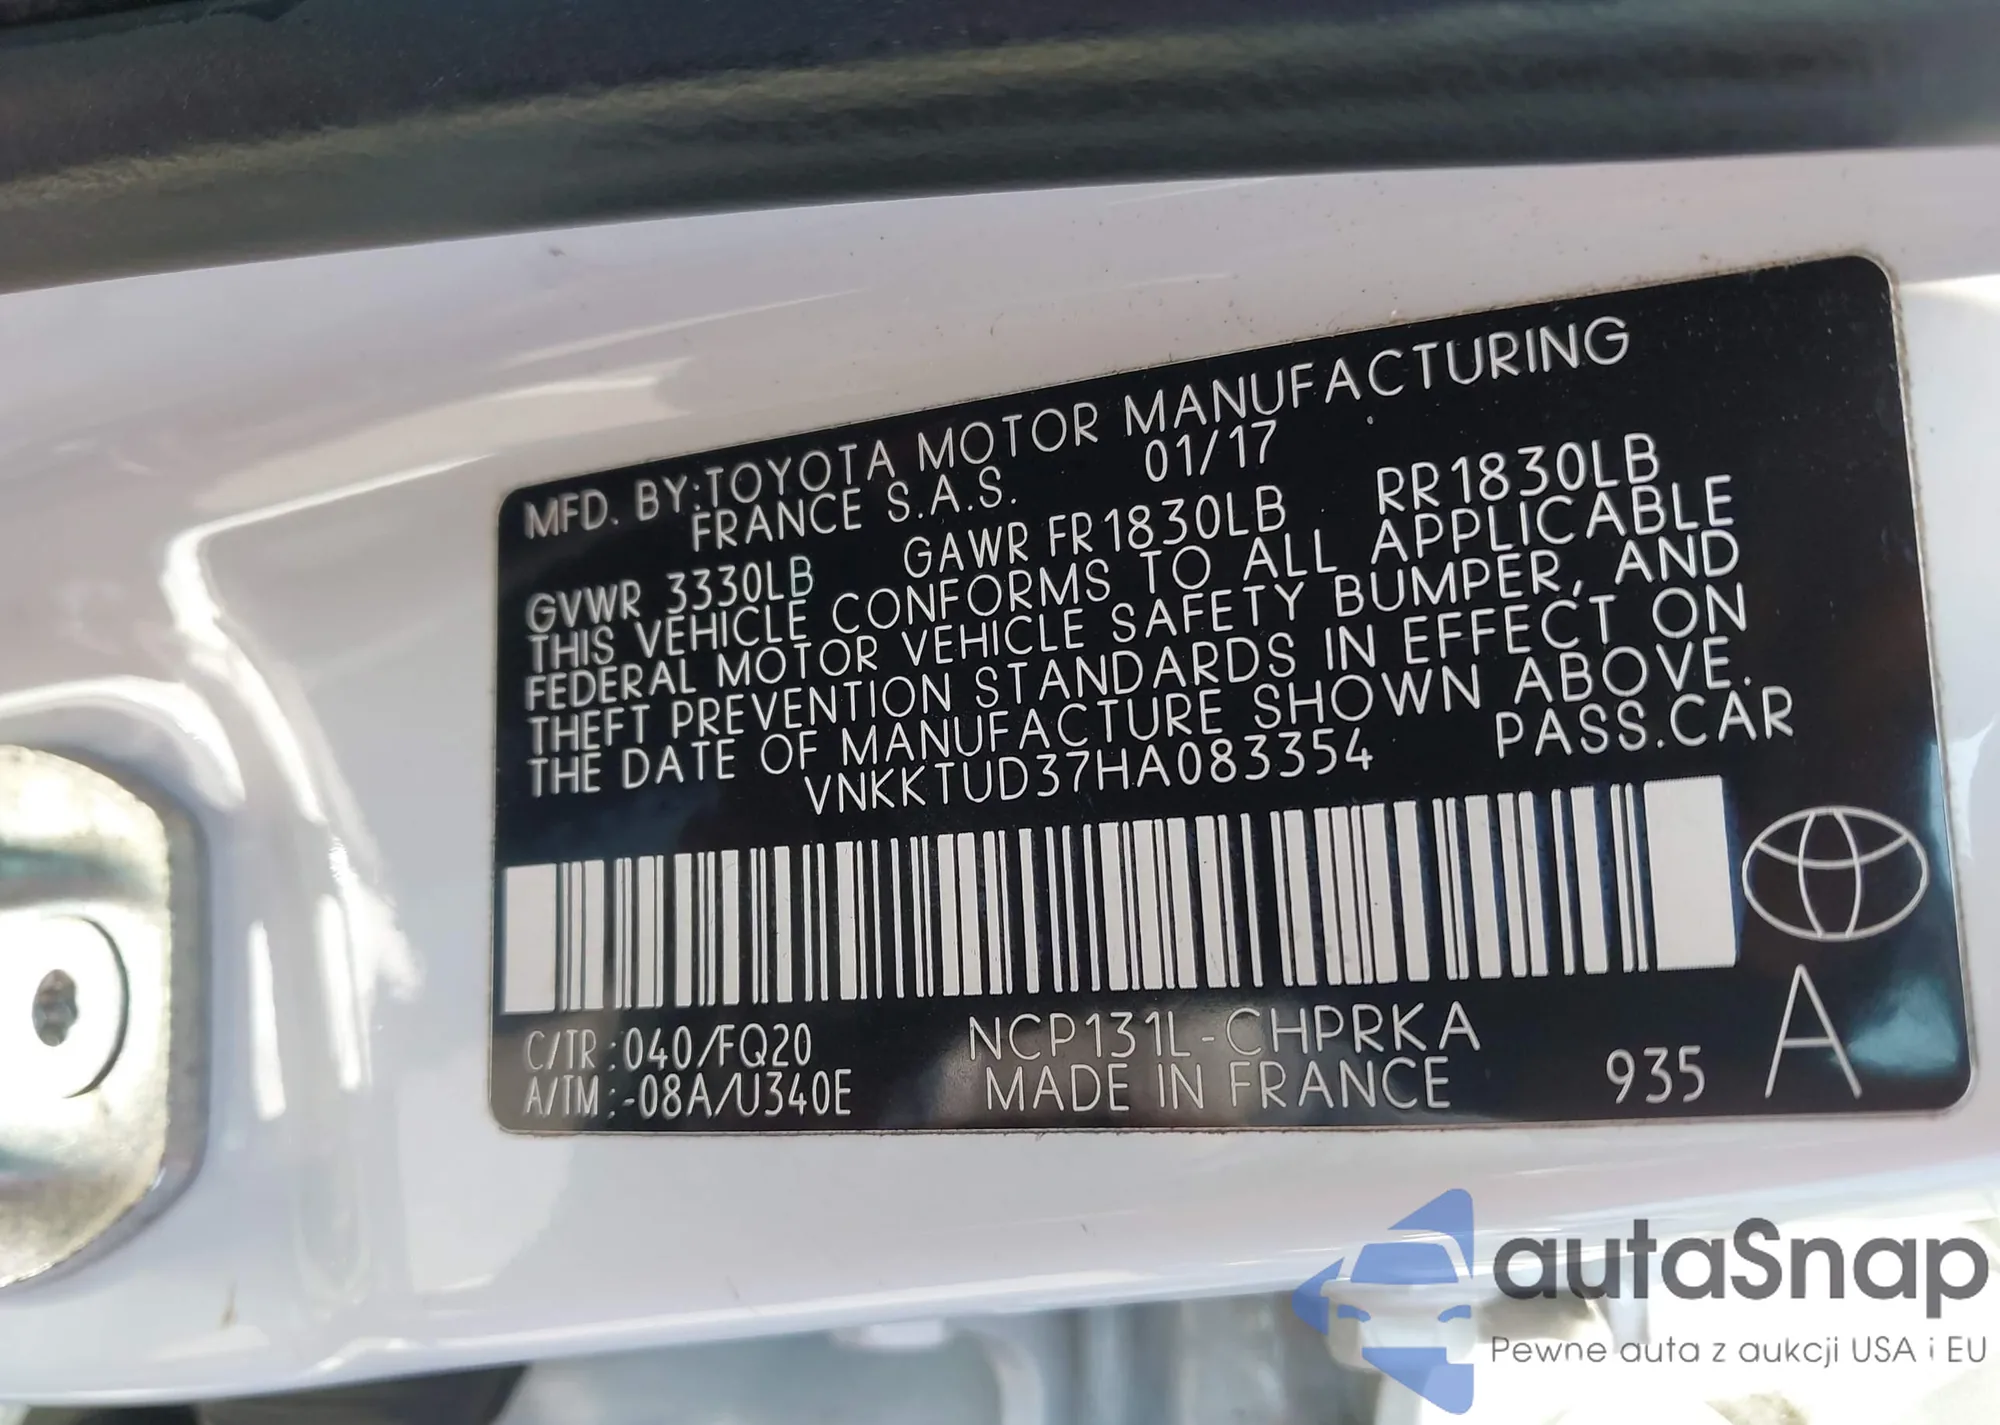 MFD. BY:TOYOTA MOTOR MANUFACTURING
FRANCE S.A.S. 01/17
GVWR 3330LB GAWR FR1830LB RR1830LB
THIS VEHICLE CONFORMS TO ALL APPLICABLE
FEDERAL MOTOR VEHICLE SAFETY BUMPER, AND
THEFT PREVENTION STANDARDS IN EFFECT ON
THE DATE OF MANUFACTURE SHOWN ABOVE.
VNKKTUD37HA083354 PASS.CAR
C/TR:040/FQ20 NCP131L-CHPRKA
A/TM:-08A/U340E MADE IN FRANCE 935 A
autaSnap
Pewne auta z aukcji USA i EU